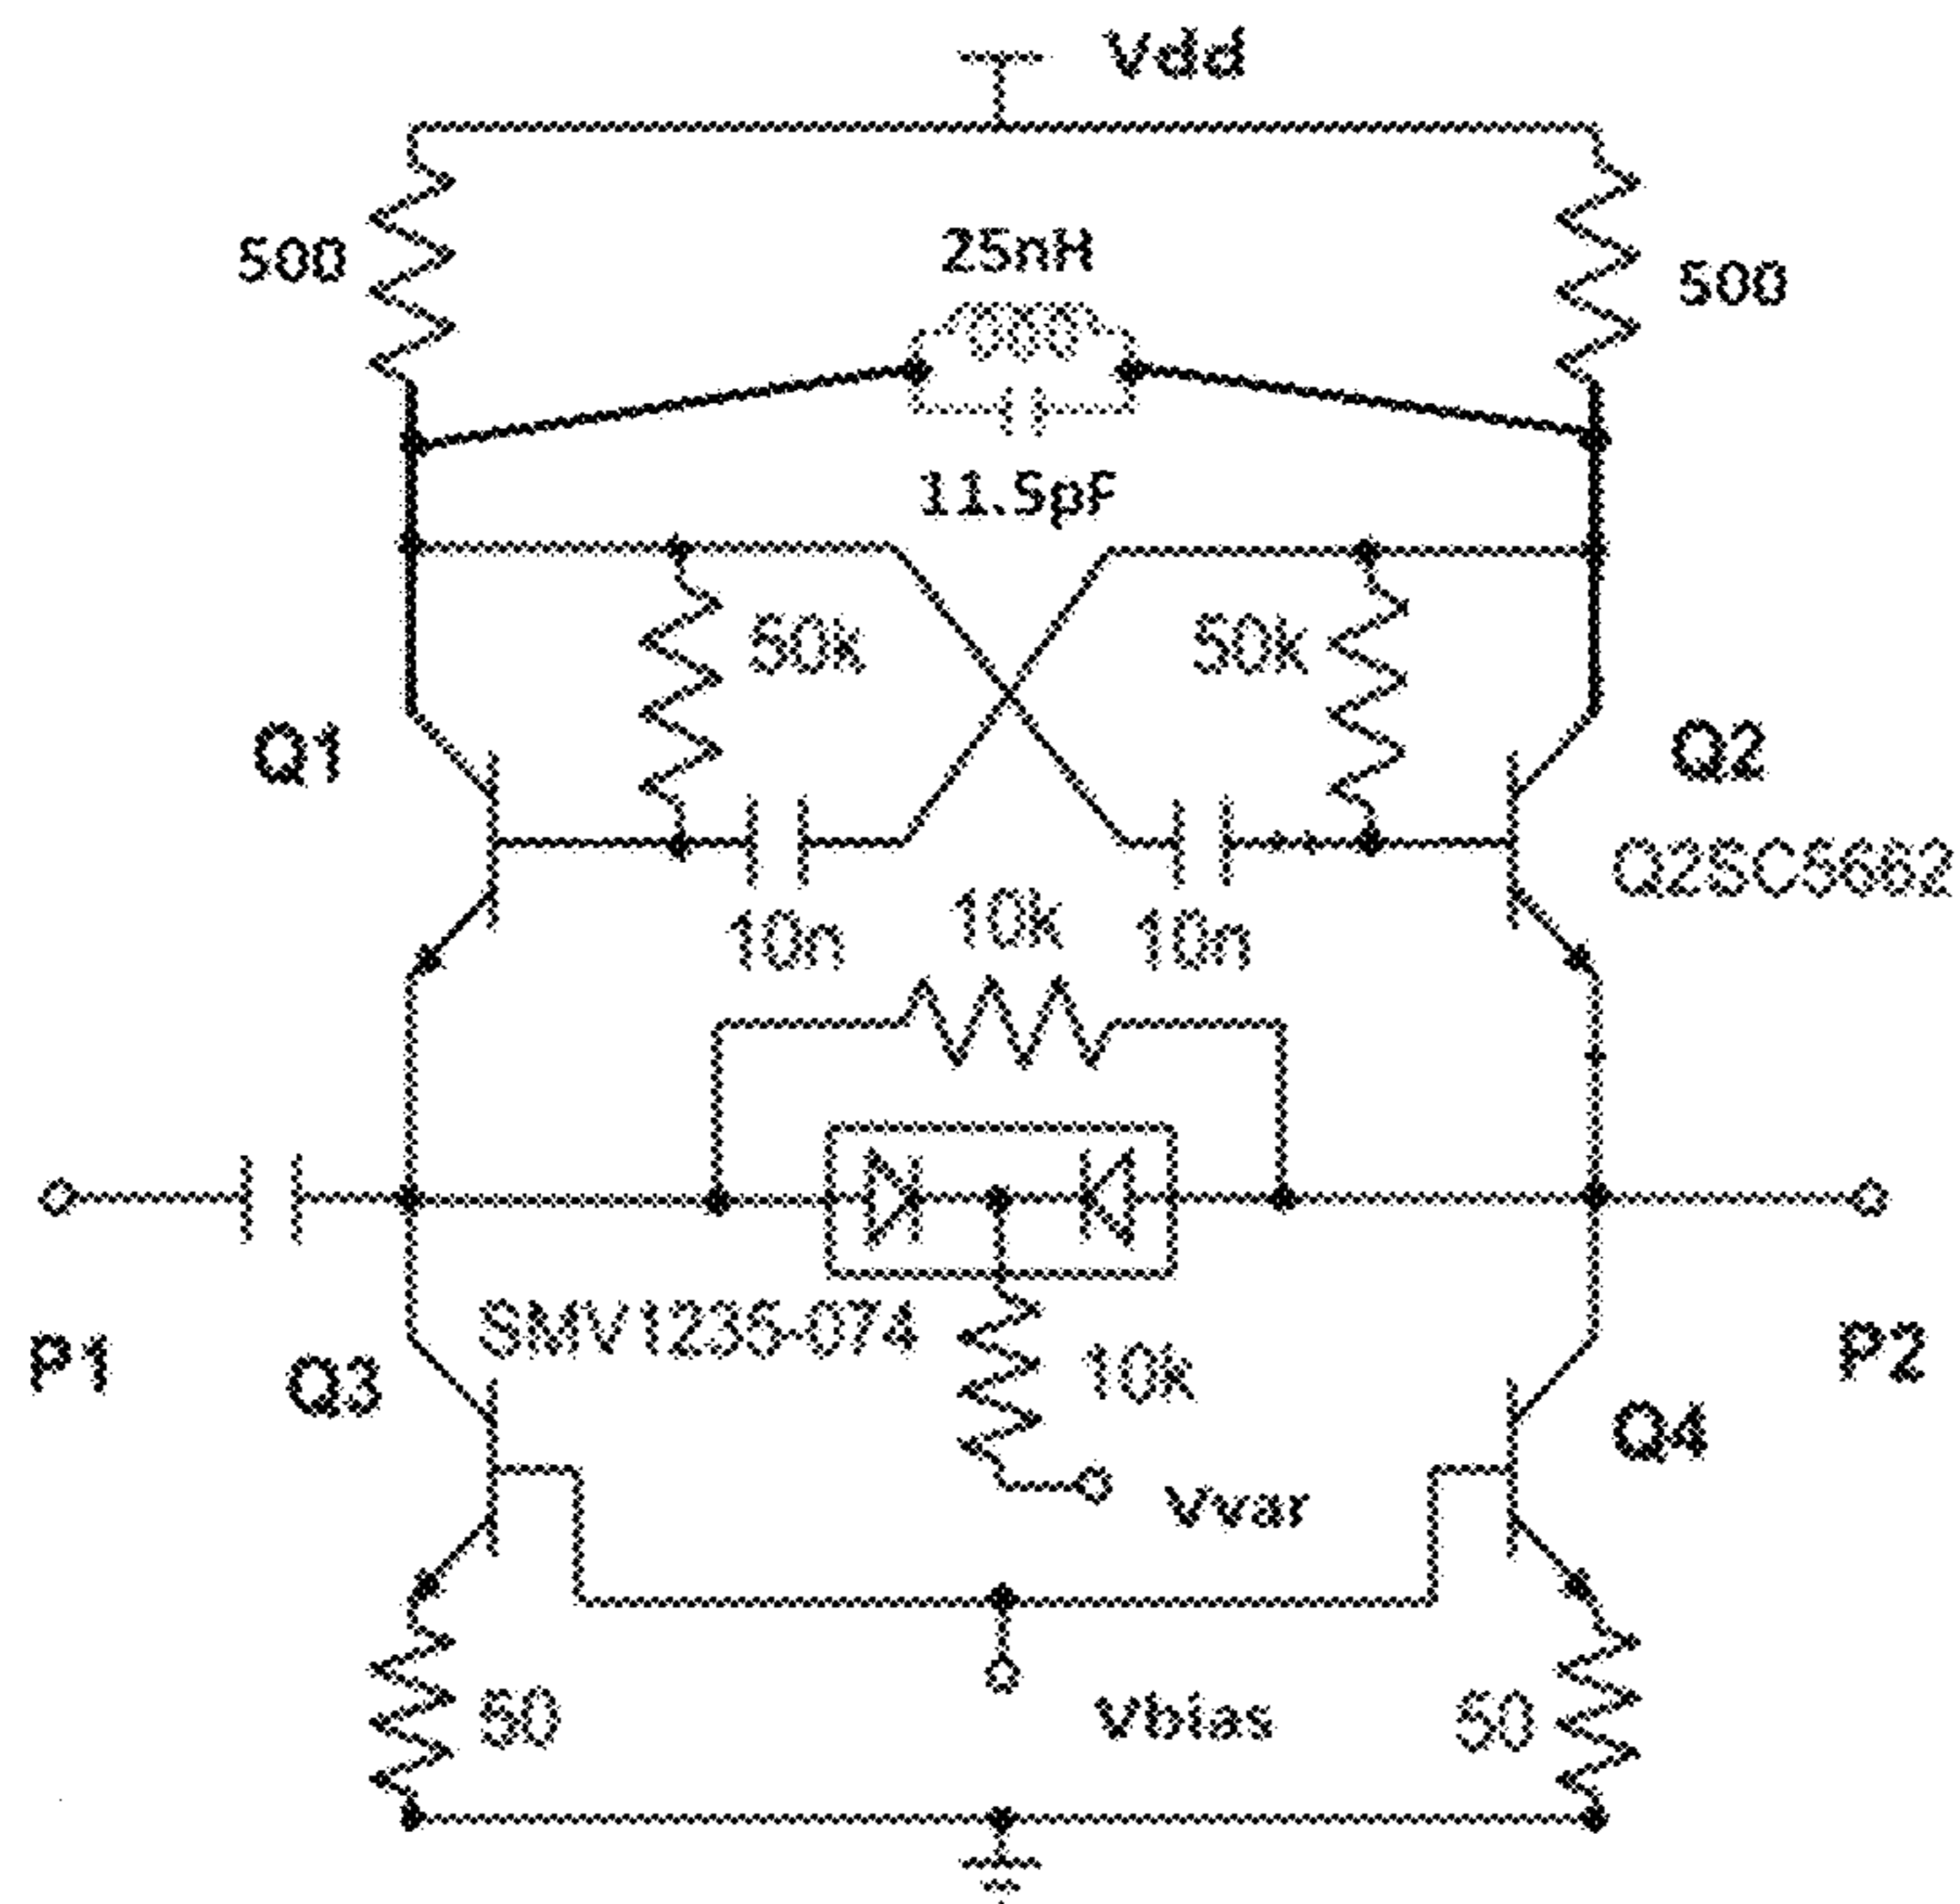 Vdd
500
25nH
500
11.5pF
50k
50k
Q1
Q2
Q2SC5662
10n
10k
10n
SMV1235-074
10k
P1
Q3
P2
Q4
Vvar
50
Vbias
50